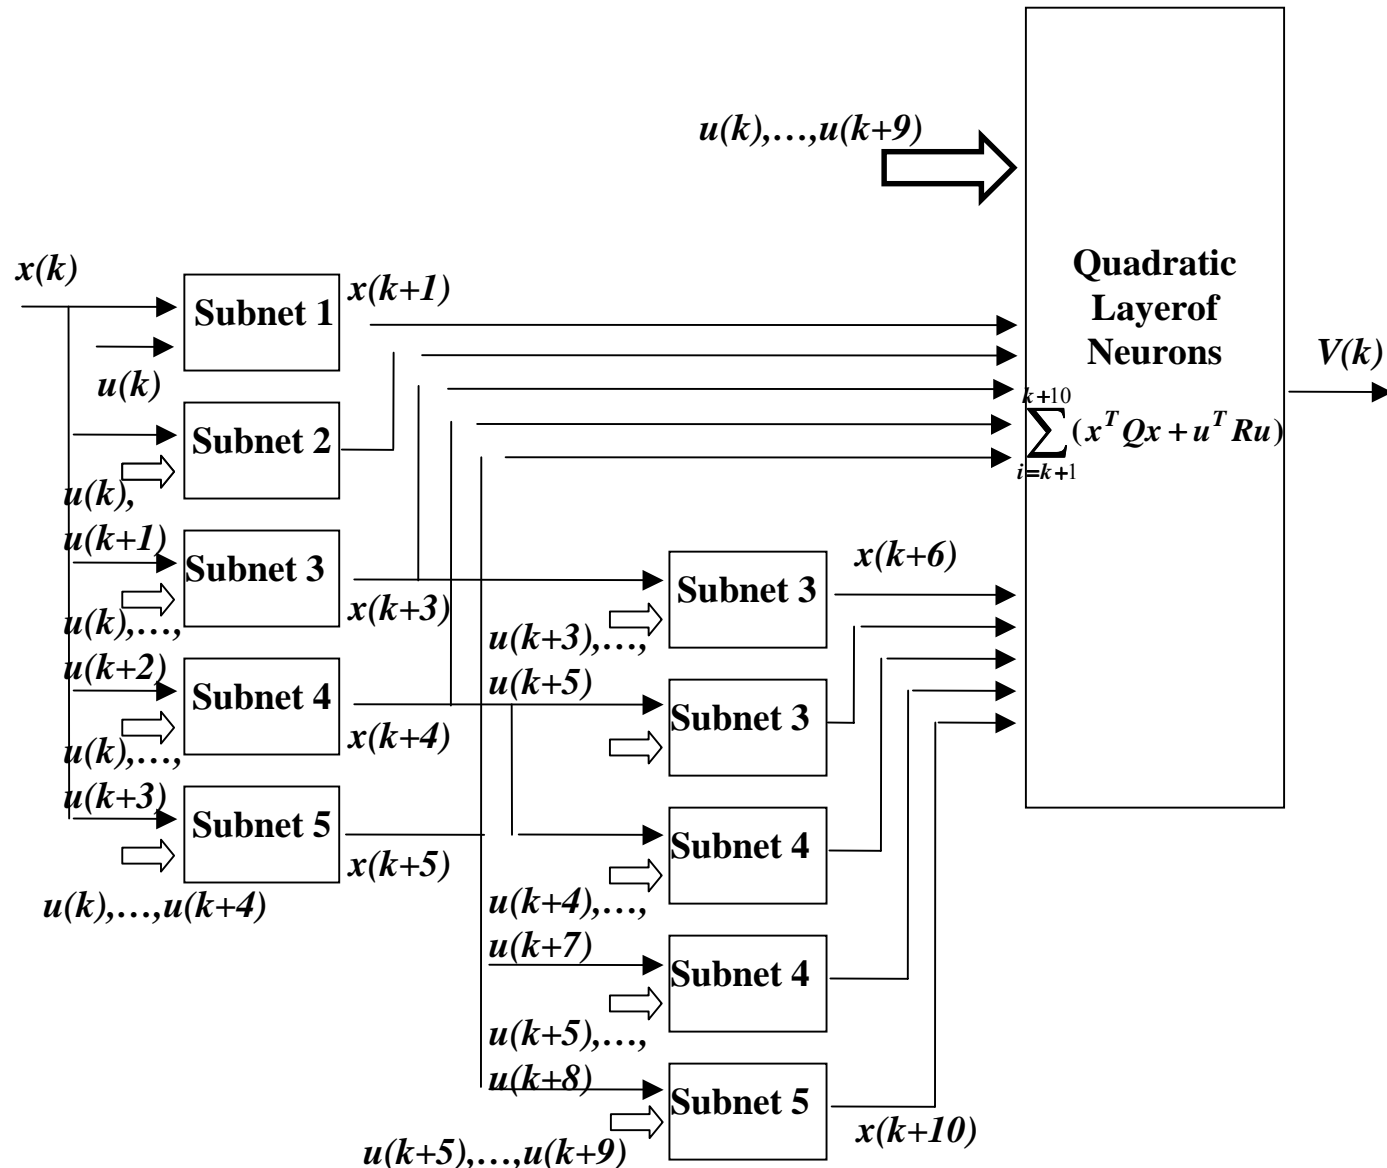 u(k),…,u(k+9)
x(k)
Subnet 1
x(k+1)
u(k)
Quadratic
Layerof
Neurons
V(k)
k+10
∑(x^T Qx + u^T Ru)
i=k+1
Subnet 2
u(k),
u(k+1)
Subnet 3
x(k+3)
u(k),…,
u(k+2)
Subnet 4
x(k+4)
u(k),…,
u(k+3)
Subnet 5
x(k+5)
u(k),…,u(k+4)
Subnet 3
x(k+6)
u(k+3),…,
u(k+5)
Subnet 3
Subnet 4
u(k+4),…,
u(k+7)
Subnet 4
u(k+5),…,
u(k+8)
Subnet 5
x(k+10)
u(k+5),…,u(k+9)